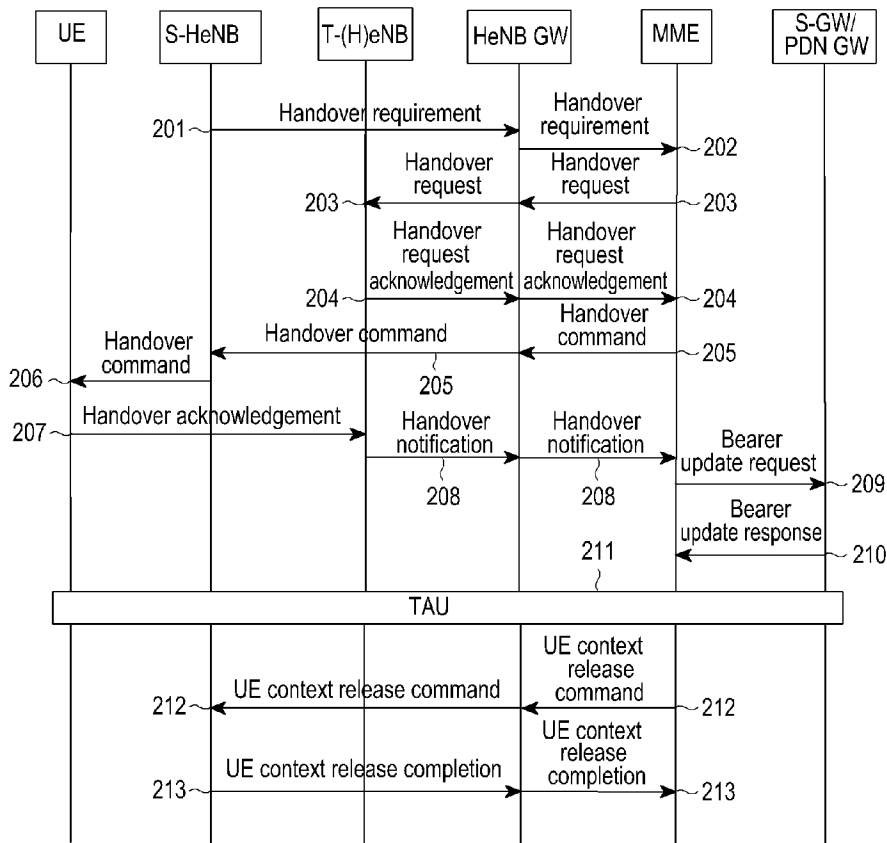 UE
S-HeNB
T-(H)eNB
HeNB GW
MME
S-GW/
PDN GW
201
Handover requirement
Handover
requirement
202
203
Handover
request
Handover
request
203
204
Handover
request
acknowledgement
Handover
request
acknowledgement
204
Handover command
205
Handover
command
205
206
Handover
command
207
Handover acknowledgement
Handover
notification
208
Handover
notification
208
Bearer
update request
209
Bearer
update response
210
211
TAU
212
UE context release command
UE context
release
command
212
213
UE context release completion
UE context
release
completion
213